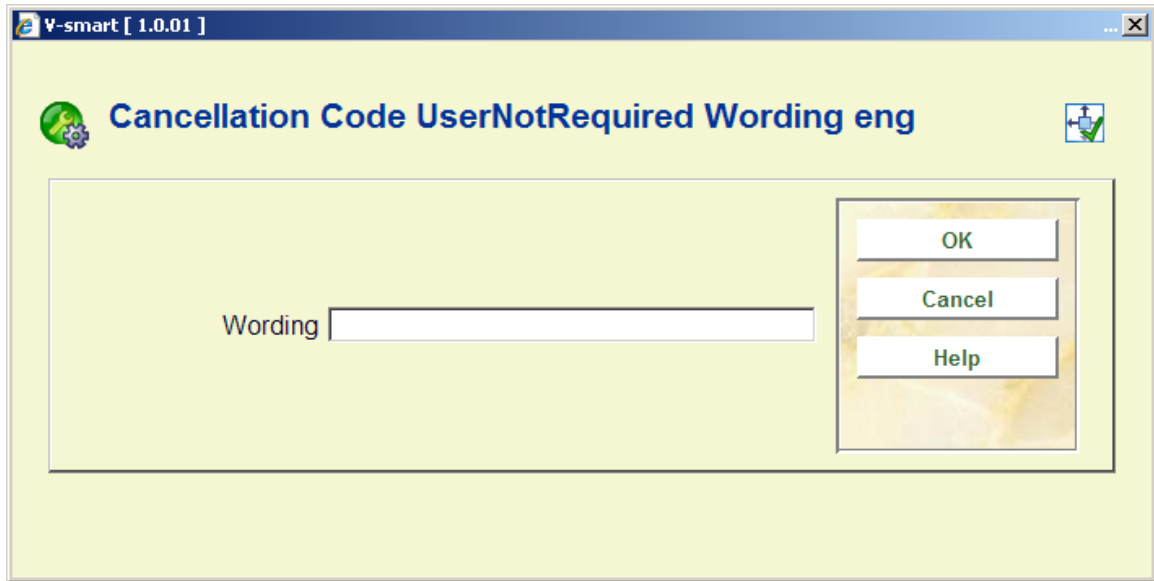 V-smart [ 1.0.01 ]
...
Cancellation Code UserNotRequired Wording eng
OK
Cancel
Wording
Help